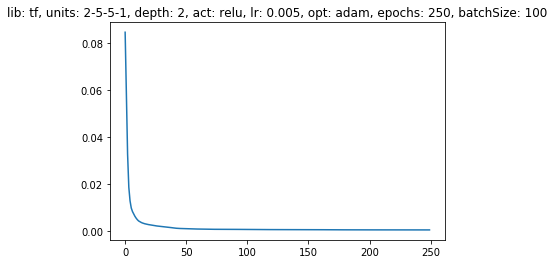 lib: tf, units: 2-5-5-1, depth: 2, act: relu, lr: 0.005, opt: adam, epochs: 250, batchSize: 100
0.08
0.06
0.04
0.02
0.00
0 50 100 150 200 250